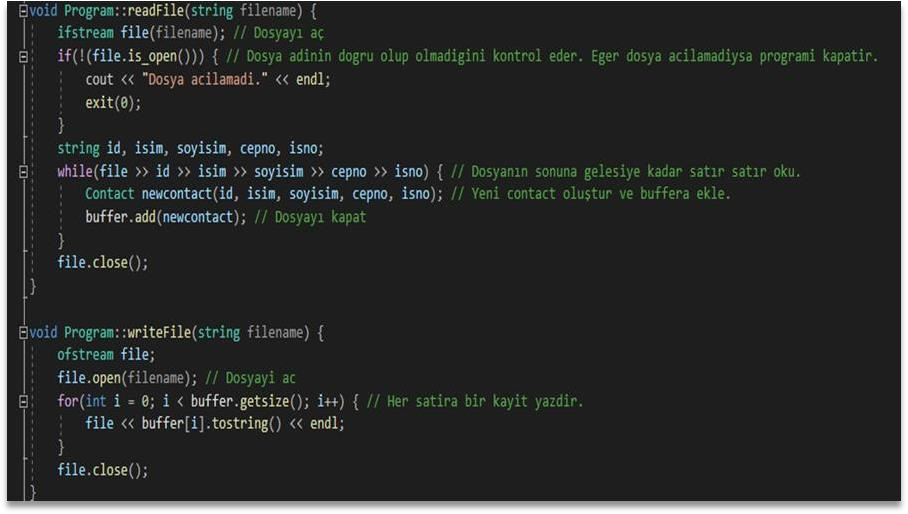 void Program::readFile(string filename) {
ifstream file(filename); // Dosyayı aç
if(!(file.is_open())) { // Dosya adinin dogru olup olmadigini kontrol eder. Eger dosya acilamadiysa programi kapatir.
cout << "Dosya acilamadi." << endl;
exit(0);
}
string id, isim, soyisim, cepno, isno;
while(file >> id >> isim >> soyisim >> cepno >> isno) { // Dosyanın sonuna gelesiye kadar satır satır oku.
Contact newcontact(id, isim, soyisim, cepno, isno); // Yeni contact oluştur ve buffera ekle.
buffer.add(newcontact); // Dosyayı kapat
}
file.close();
}
void Program::writeFile(string filename) {
ofstream file;
file.open(filename); // Dosyayi ac
for(int i = 0; i < buffer.getsize(); i++) { // Her satira bir kayit yazdir.
file << buffer[i].tostring() << endl;
}
file.close();
}